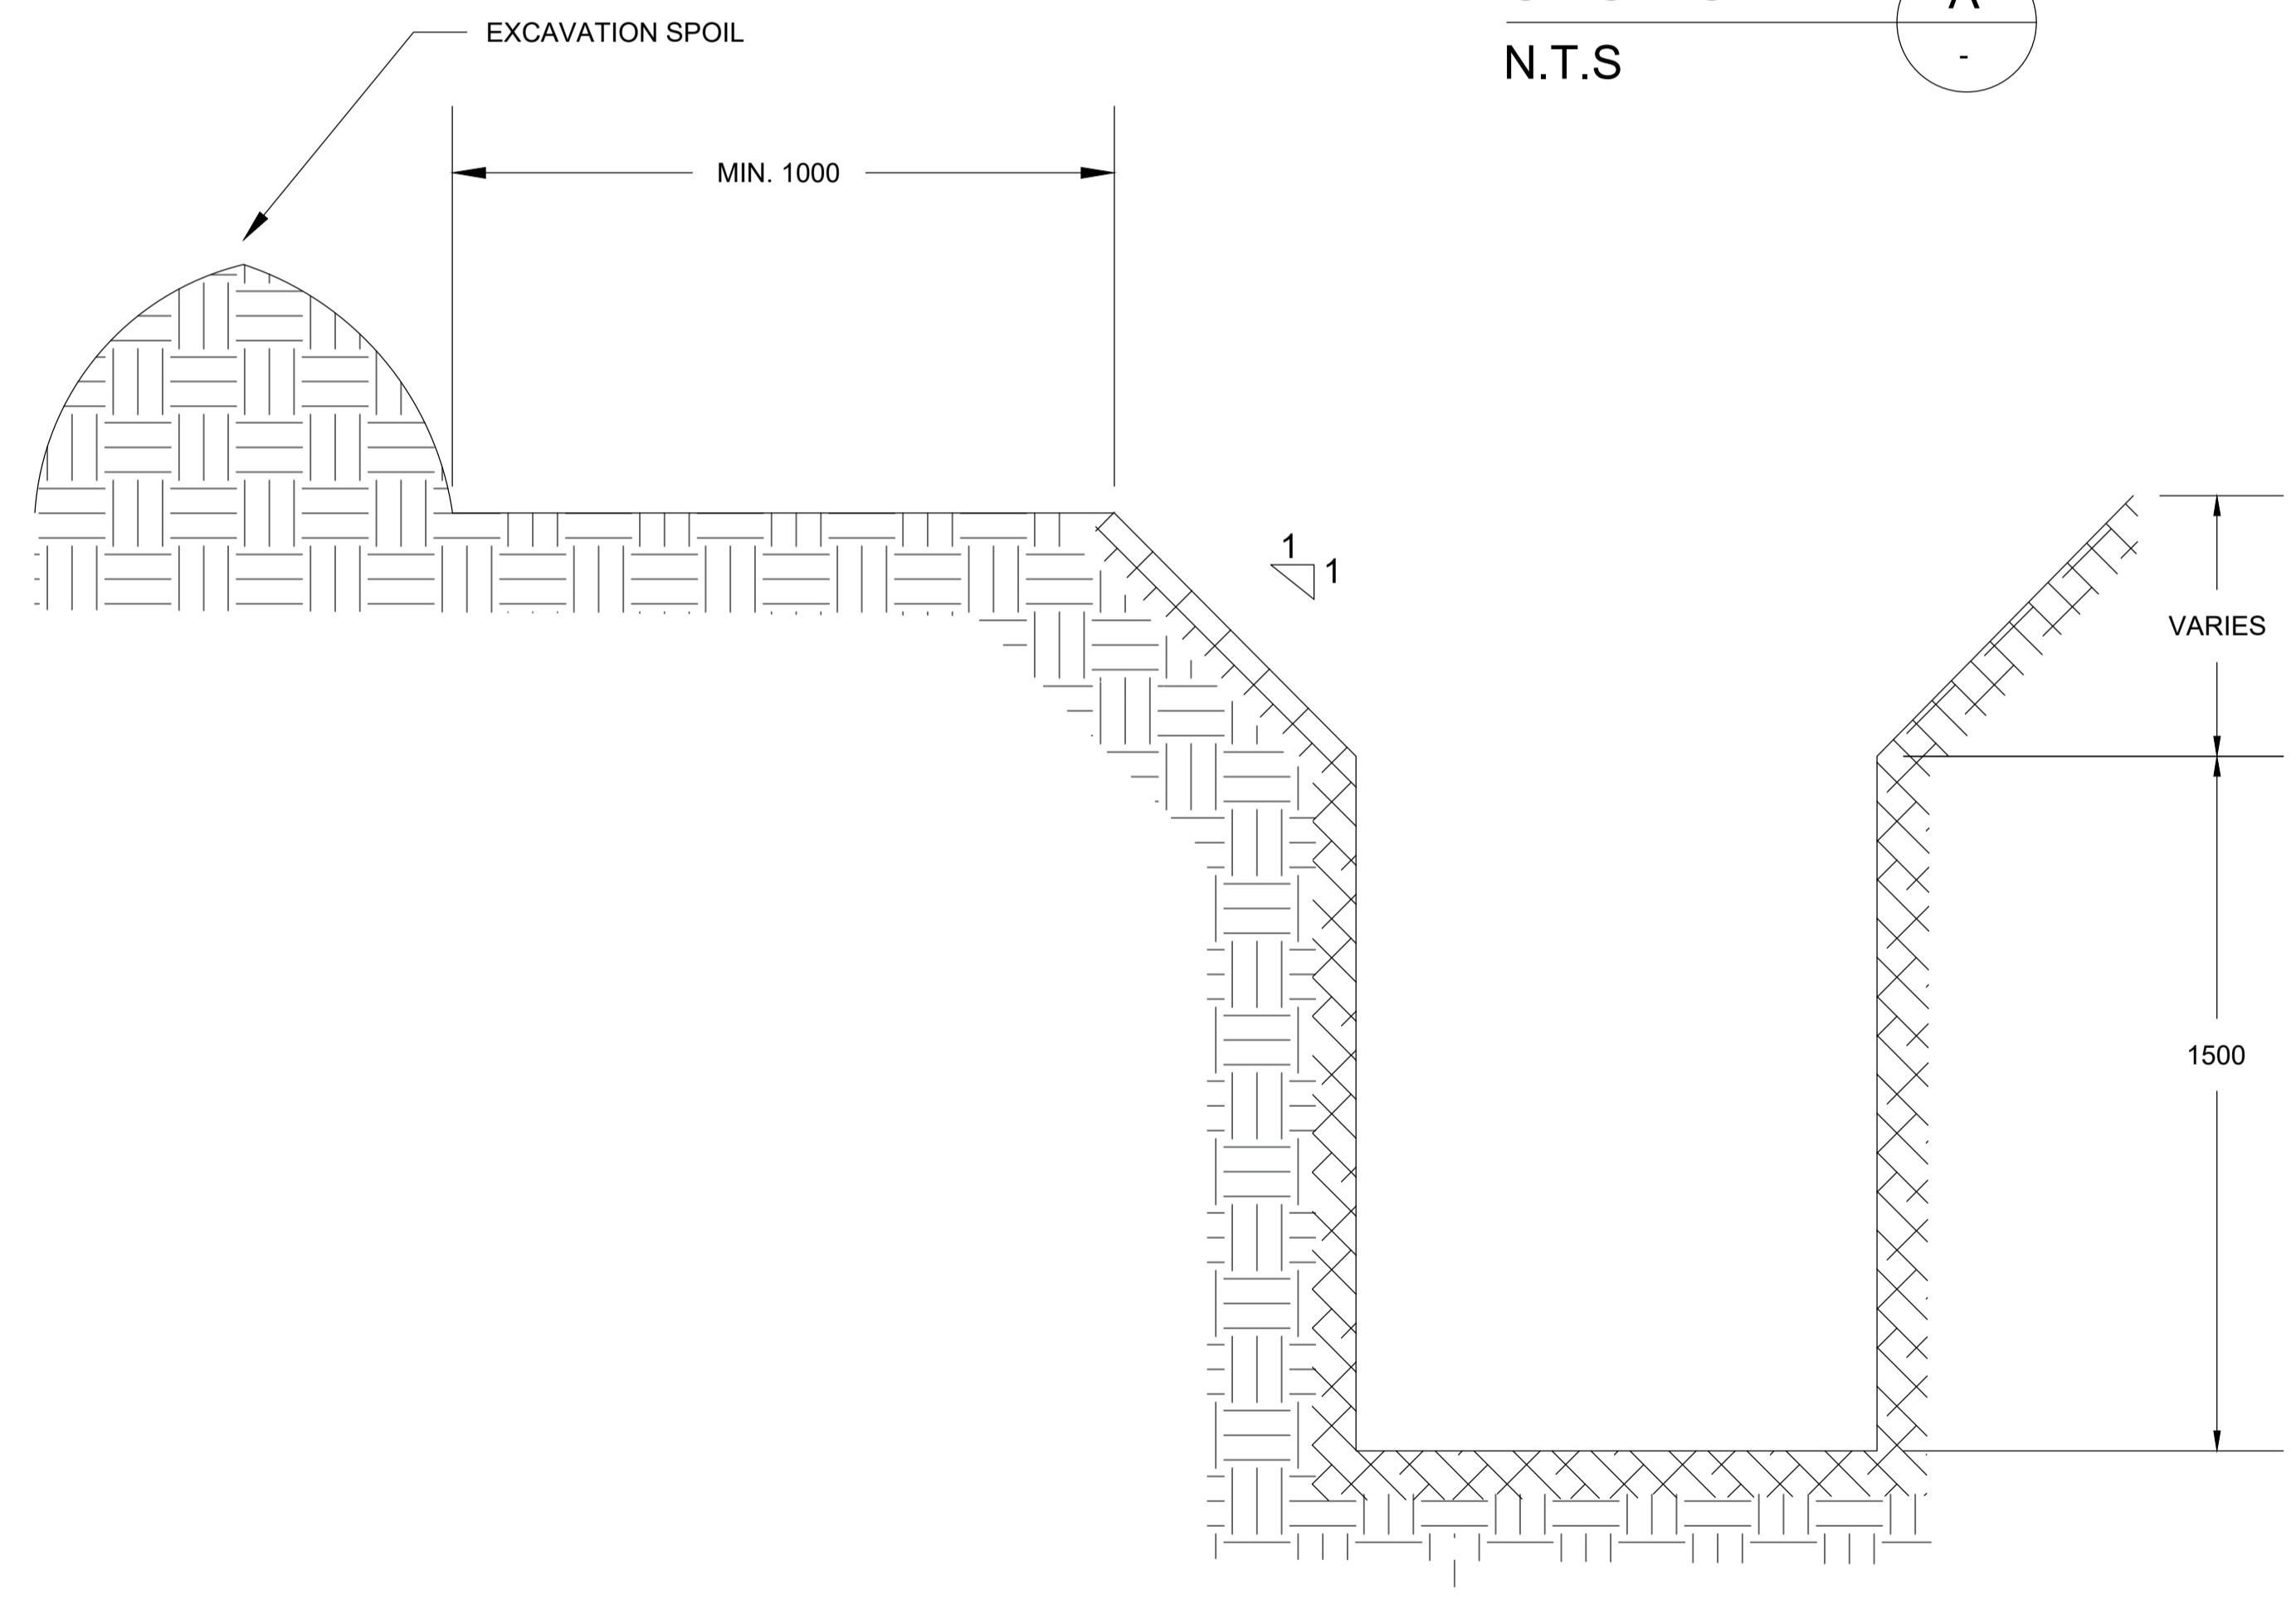 EXCAVATION SPOIL
A
N.T.S
-
MIN. 1000
1
1
VARIES
1500